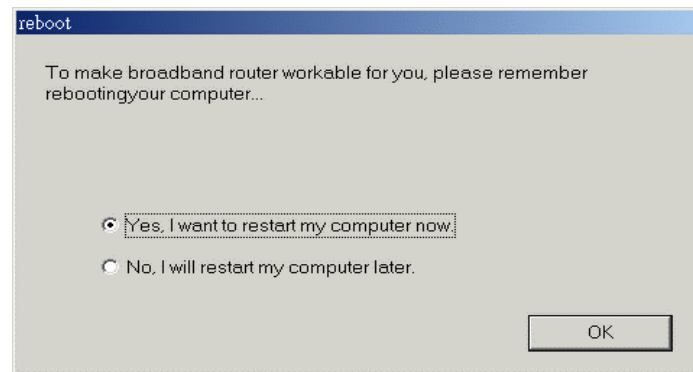 reboot
To make broadband router workable for you, please remember
rebootingyour computer...
Yes, I want to restart my computer now.
No, I will restart my computer later.
OK